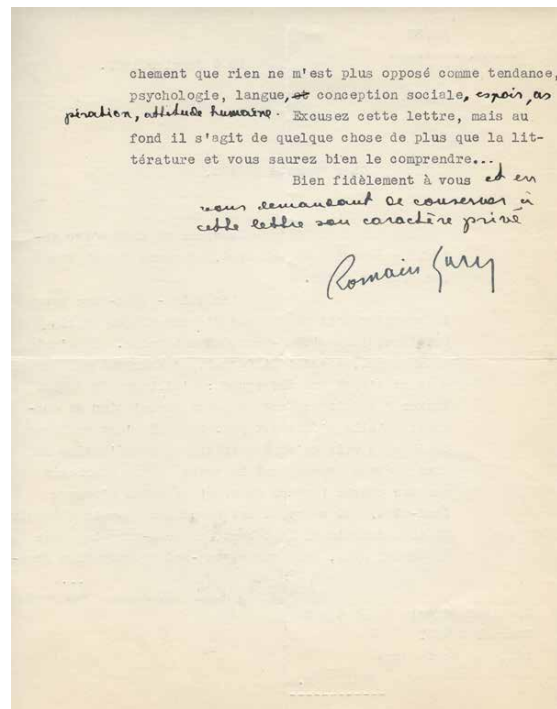 chement que rien ne m'est plus opposé comme tendance,
psychologie, langue, et conception sociale, espoir, as
piration, attitude humaine. Excusez cette lettre, mais au
fond il s'agit de quelque chose de plus que la lit-
térature et vous saurez bien le comprendre...
Bien fidèlement à vous et en
vous demandant de conserver à
cette lettre son caractère privé
Romain Gary